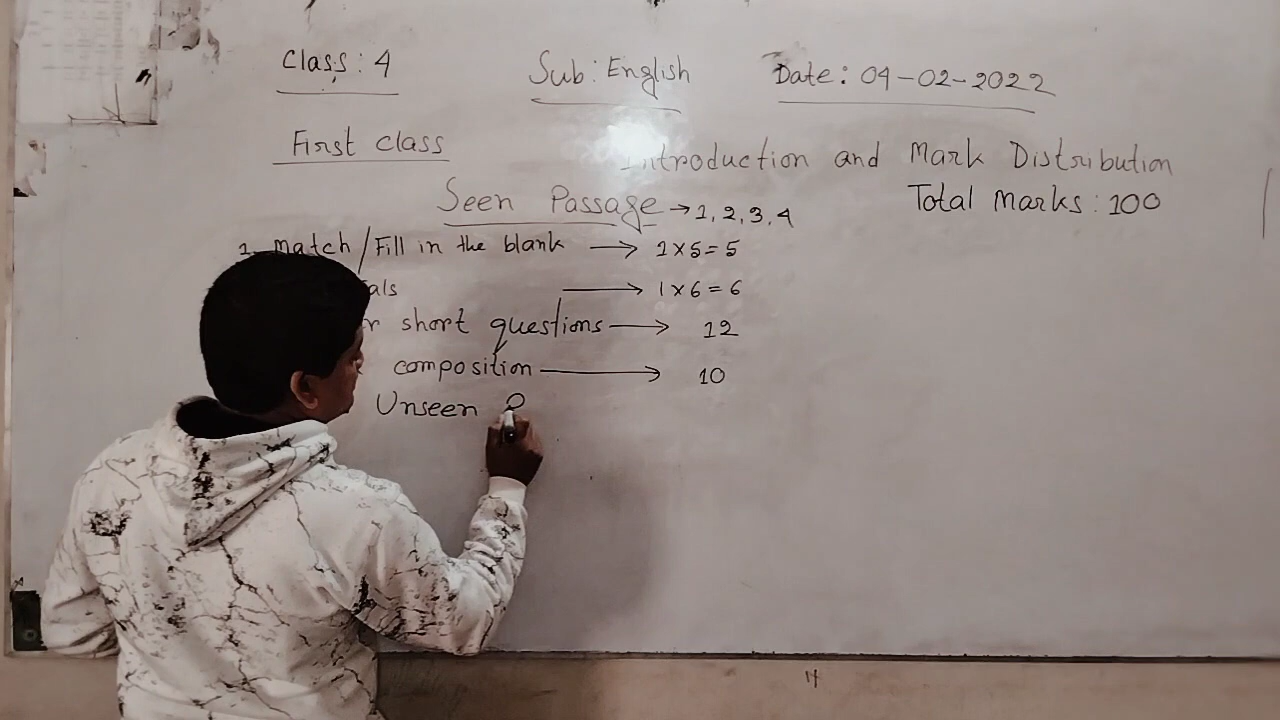 Class: 4 Sub: English Date: 04-02-2022
First class Introduction and Mark Distribution
Seen Passage → 1, 2, 3, 4 Total Marks: 100
1. Match/Fill in the blank → 1×5=5
als → 1×6=6
r short questions → 12
composition → 10
Unseen P